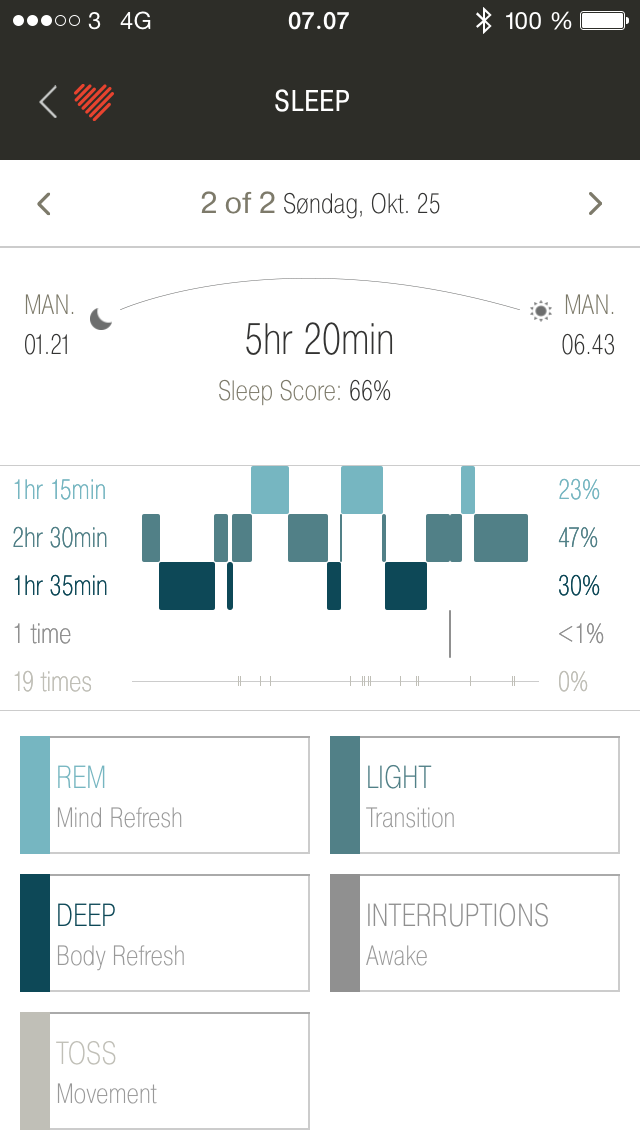 3 4G 07.07 100 %
SLEEP
2 of 2 Søndag, Okt. 25
MAN. MAN.
01.21 5hr 20min 06.43
Sleep Score: 66%
1hr 15min 23%
2hr 30min 47%
1hr 35min 30%
1 time <1%
19 times 0%
REM LIGHT
Mind Refresh Transition
DEEP INTERRUPTIONS
Body Refresh Awake
TOSS
Movement